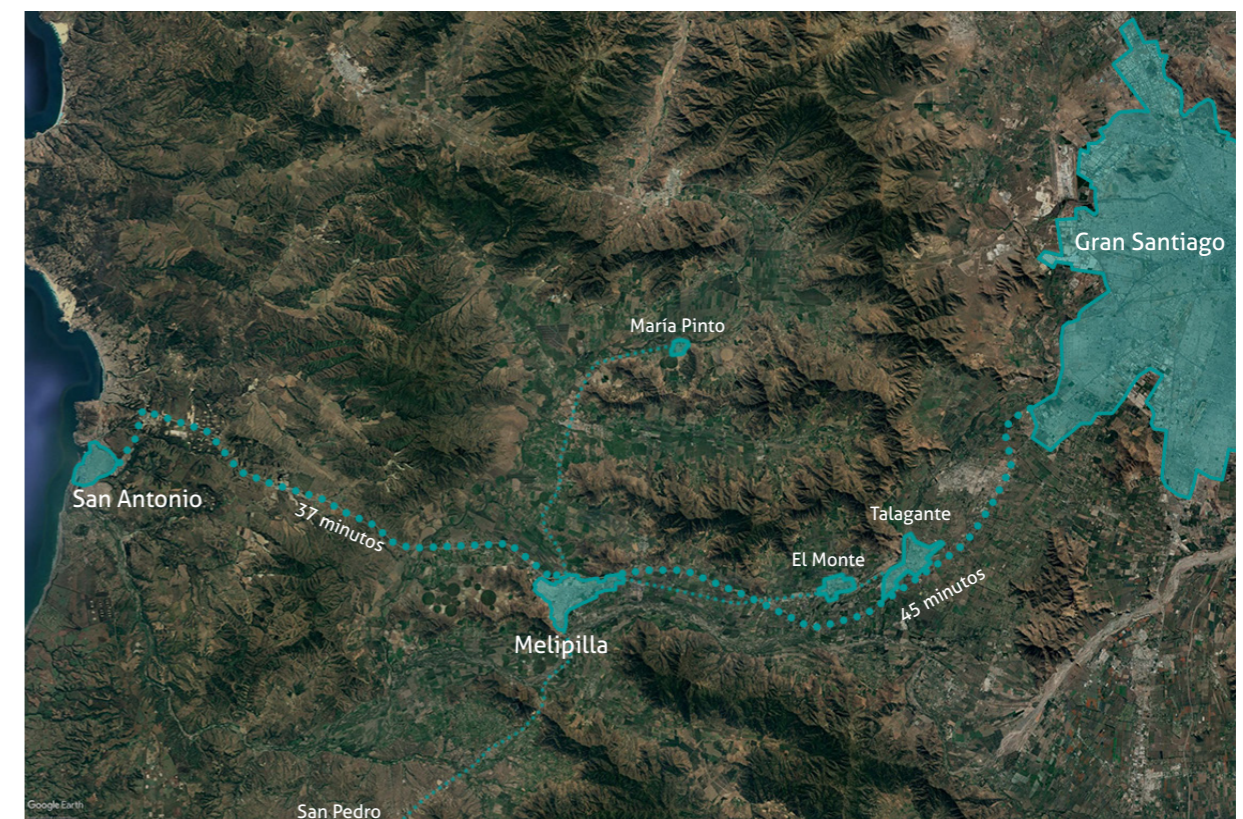 Gran Santiago
María Pinto
San Antonio
37 minutos
Talagante
El Monte
45 minutos
Melipilla
San Pedro
Google Earth